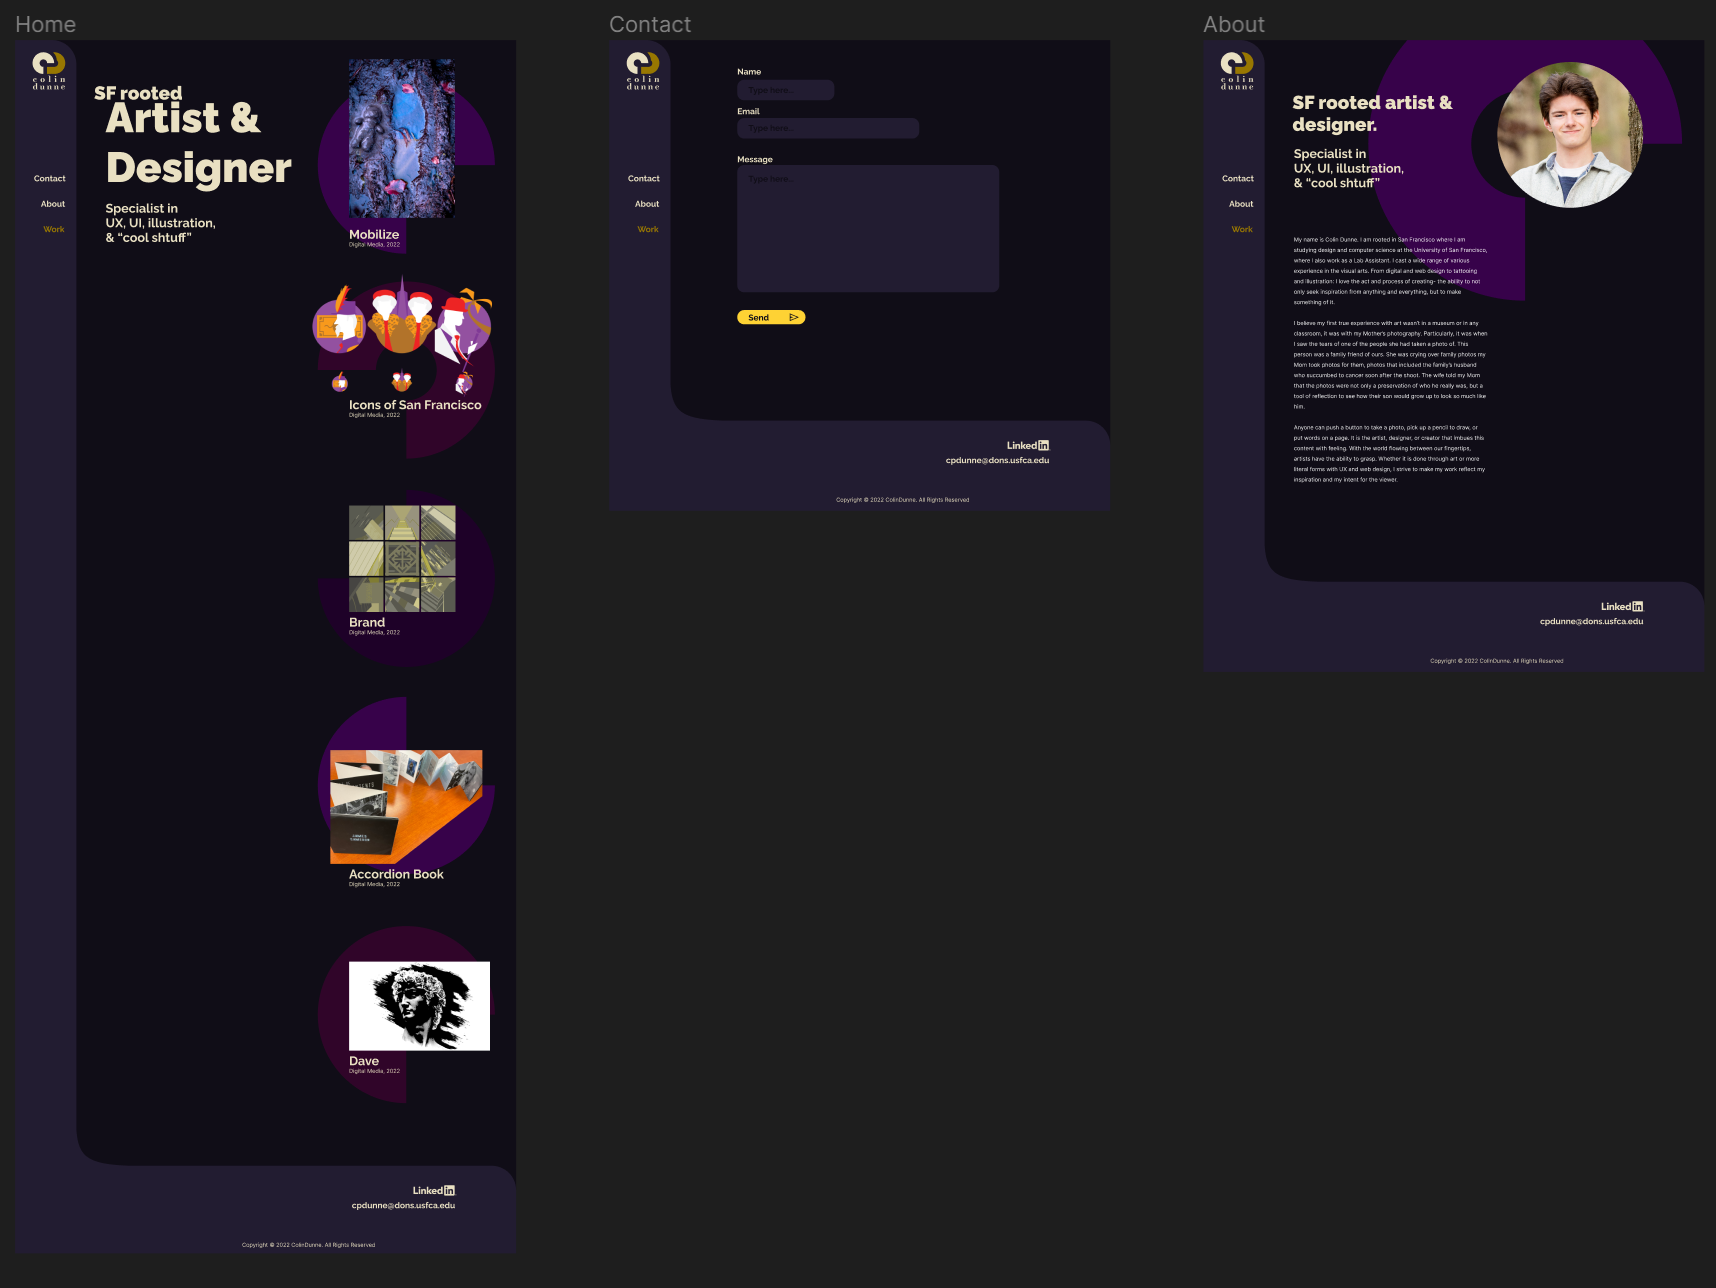 Home
colin
dunne
SF rooted
Artist &
Designer
Specialist in
UX, UI, illustration,
& “cool shtuff”
Contact
About
Work
Mobilize
Digital Media, 2022
Icons of San Francisco
Digital Media, 2022
Brand
Digital Media, 2022
Accordion Book
Digital Media, 2022
Dave
Digital Media, 2022
Linked in
cpdunne@dons.usfca.edu
Copyright © 2022 ColinDunne. All Rights Reserved
Contact
colin
dunne
Contact
About
Work
Name
Type here...
Email
Type here...
Message
Type here...
Send
Linked in
cpdunne@dons.usfca.edu
Copyright © 2022 ColinDunne. All Rights Reserved
About
colin
dunne
Contact
About
Work
SF rooted artist &
designer.
Specialist in
UX, UI, illustration,
& “cool shtuff”
My name is Colin Dunne, I am rooted in San Francisco where I am
studying design and computer science at the University of San Francisco,
where I also work as a Lab Assistant. I cast a wide range of various
experience in the visual arts. From digital and web design to tattooing
and illustration: I love the act and process of creating- the ability to not
only seek inspiration from anything and everything, but to make
something of it.
I believe my first true experience with art wasn't in a museum or in any
classroom, it was with my Mother's photography. Particularly, it was when
I saw the tears of one of the people she had taken a photo of. This
person was a family friend of ours. She was crying over family photos my
Mom took photos for them, photos that included the family's husband
who succumbed to cancer soon after the shoot. The wife told my Mom
that the photos were not only a preservation of who he really was, but a
tool of reflection to see how their son would grow up to look so much like
him.
Anyone can push a button to take a photo, pick up a pencil to draw, or
put words on a page. It is the artist, designer, or creator that imbues this
content with feeling. With the world flowing between our fingertips,
artists have the ability to grasp. Whether it is done through art or more
literal forms with UX and web design, I strive to make my work reflect my
inspiration and my intent for the viewer.
Linked in
cpdunne@dons.usfca.edu
Copyright © 2022 ColinDunne. All Rights Reserved